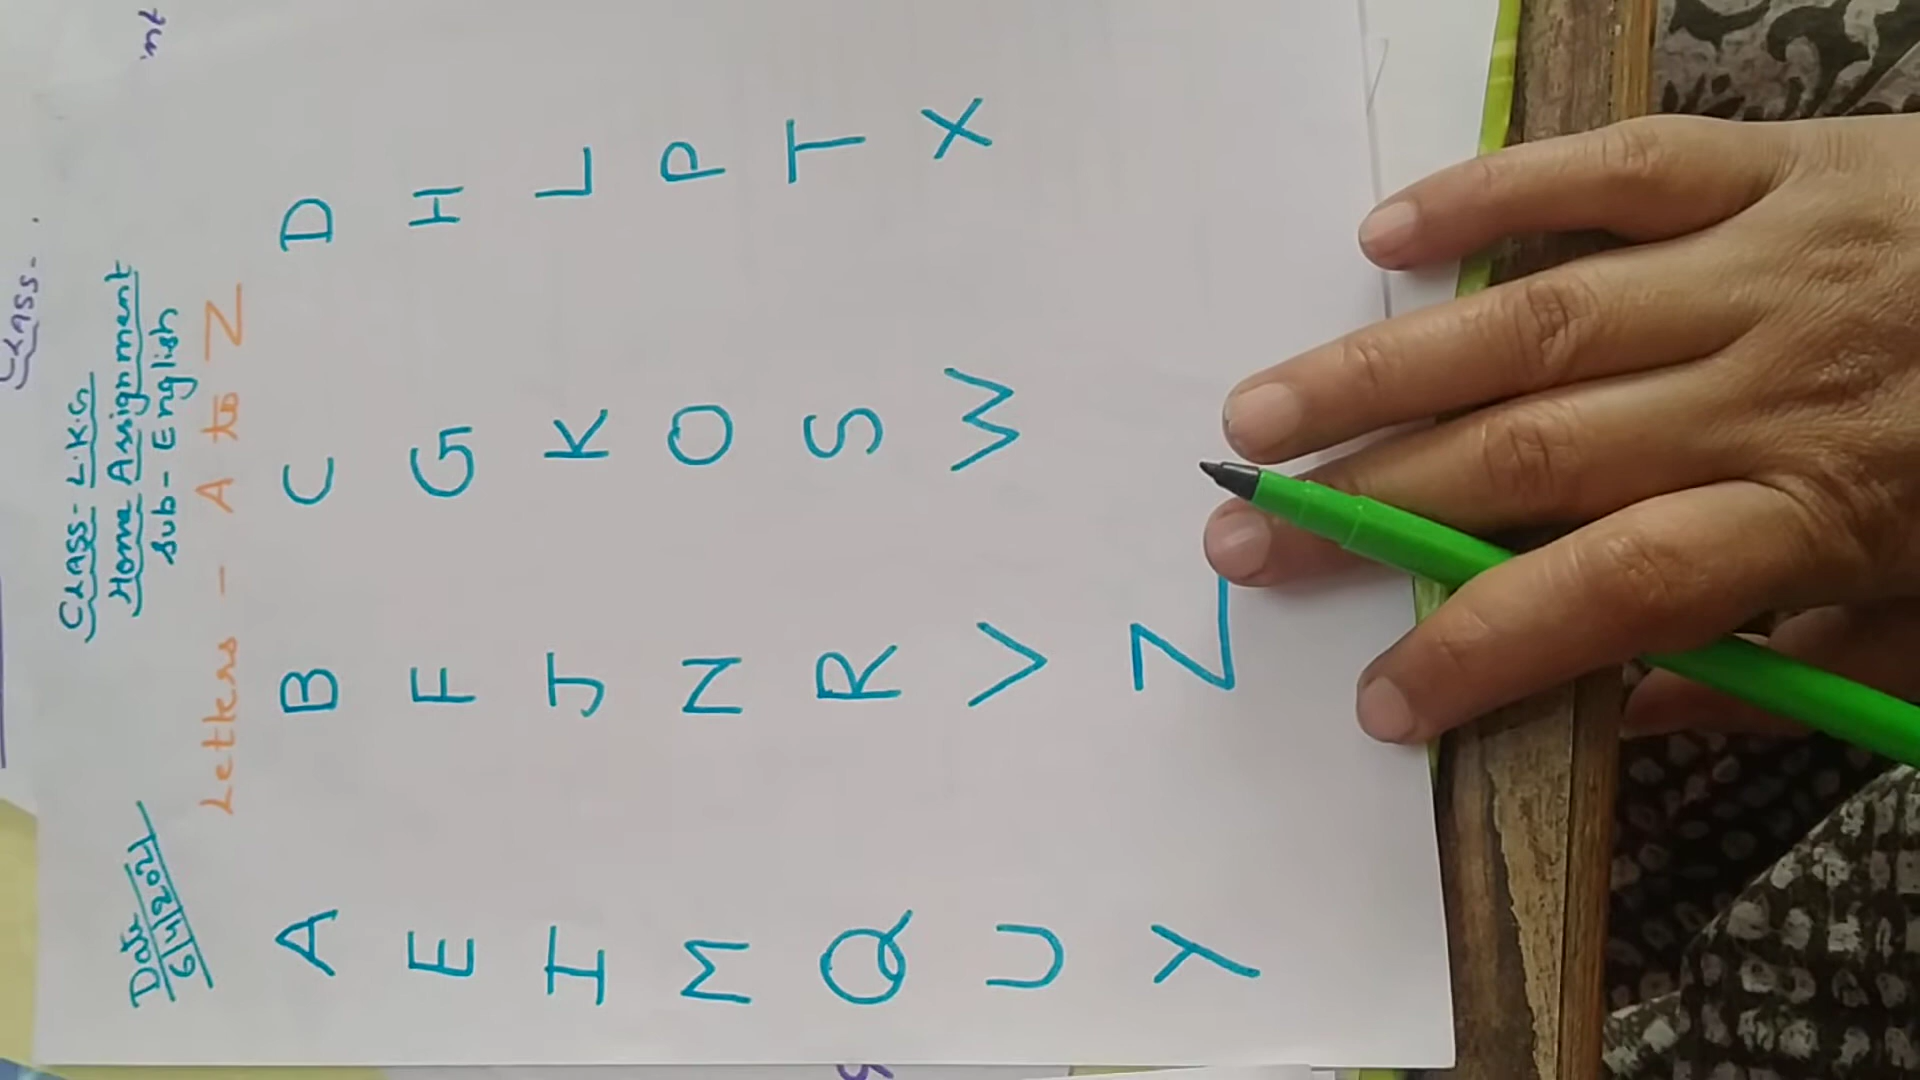 CLASS- L.K.G
Home Assignment
Sub- English
Date
6/4/2021
Letters - A to Z
A B C D
E F G H
I J K L
M N O P
Q R S T
U V W X
Y Z
CLASS-